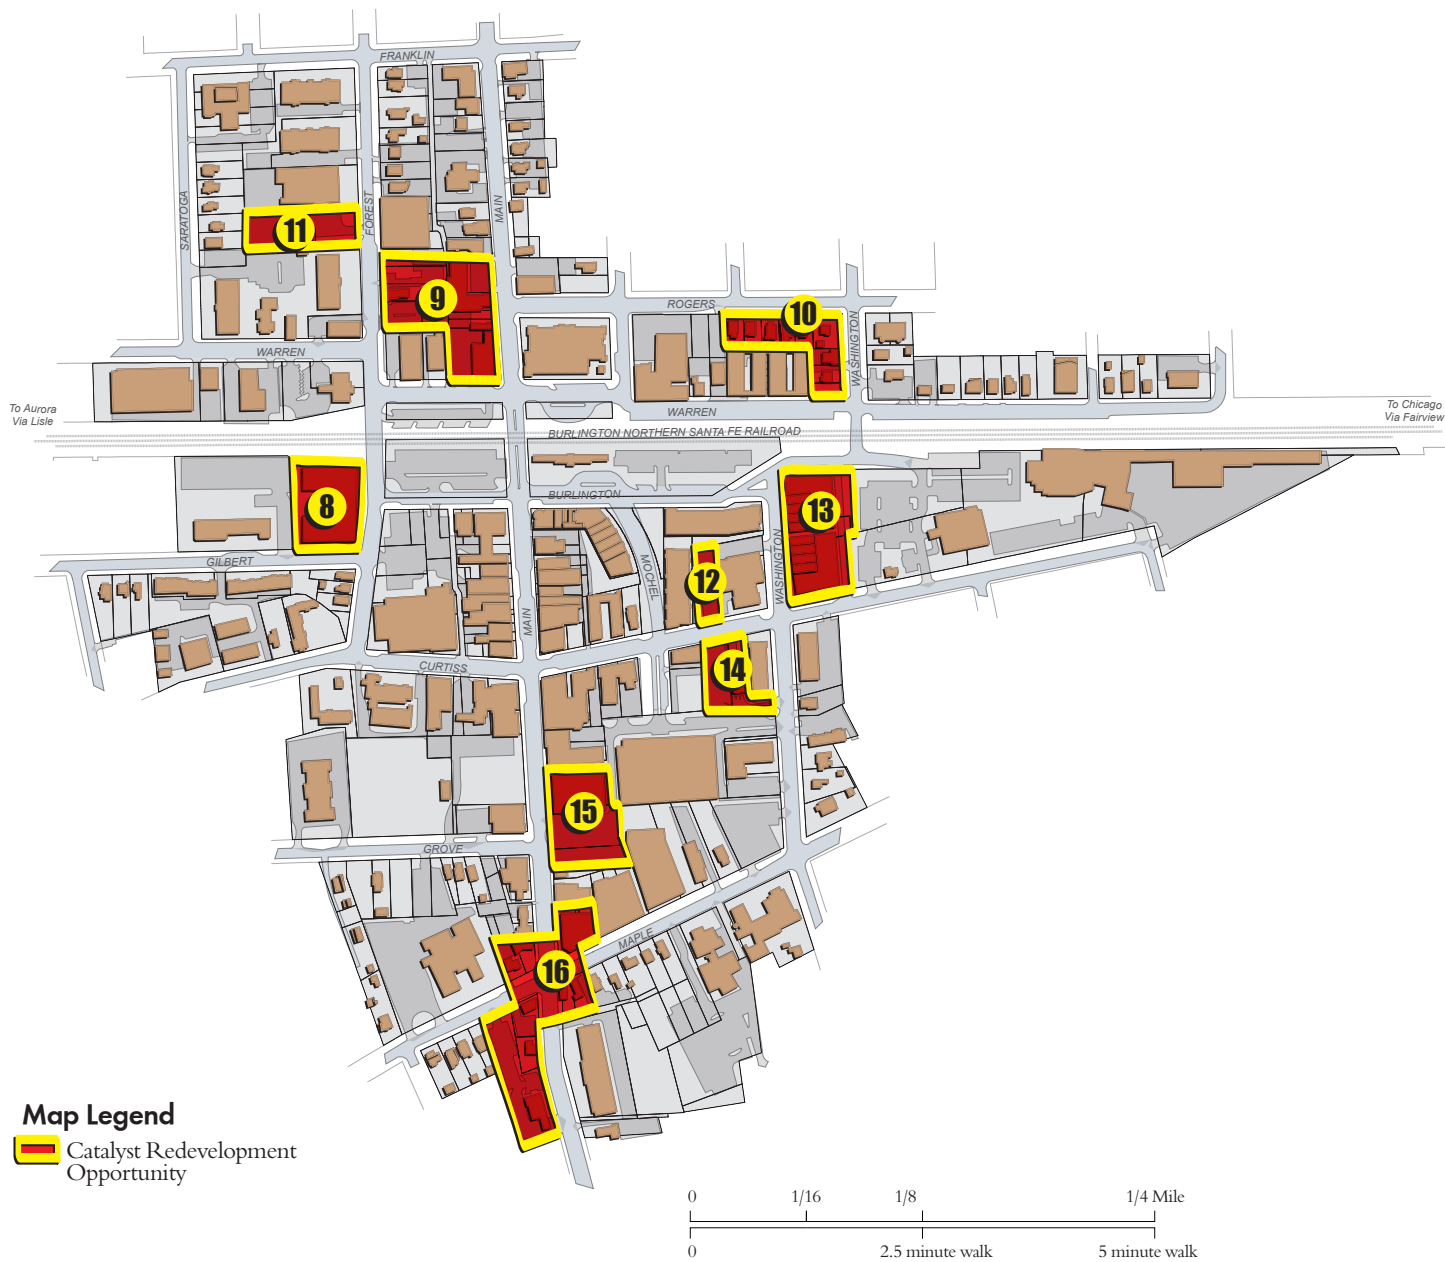 FRANKLIN
SARATOGA
FOREST
MAIN
11
9
ROGERS
10
WASHINGTON
WARREN
WARREN
To Aurora
Via Lisle
To Chicago
Via Fairview
BURLINGTON NORTHERN SANTA FE RAILROAD
BURLINGTON
8
13
GILBERT
MOCHEL
12
WASHINGTON
MAIN
CURTISS
14
15
GROVE
MAPLE
16
Map Legend
Catalyst Redevelopment
Opportunity
0 1/16 1/8 1/4 Mile
0 2.5 minute walk 5 minute walk